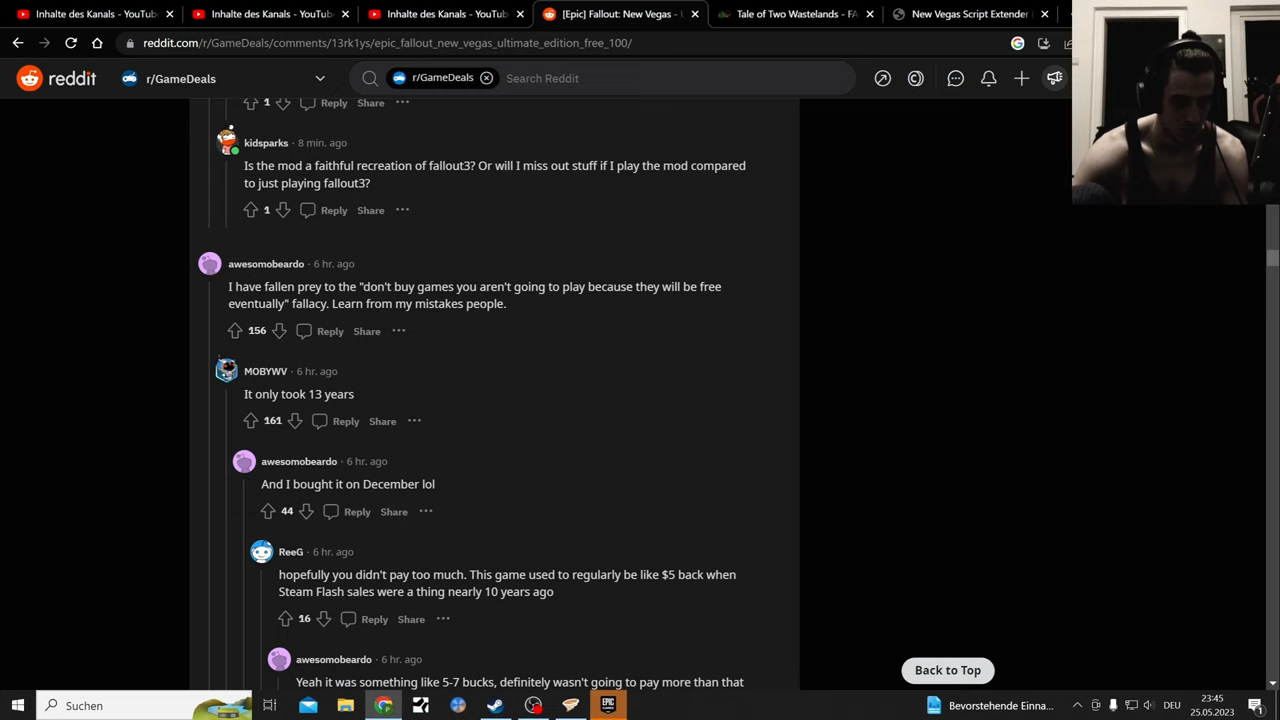 Inhalte des Kanals - YouTub
Inhalte des Kanals - YouTube
Inhalte des Kanals - YouTub
[Epic] Fallout: New Vegas - U
Tale of Two Wastelands - FA
New Vegas Script Extender
reddit.com/r/GameDeals/comments/13rk1ys/epic_fallout_new_vegas_ultimate_edition_free_100/
reddit
r/GameDeals
r/GameDeals
Search Reddit
1 Reply Share
kidsparks · 8 min. ago
Is the mod a faithful recreation of fallout3? Or will I miss out stuff if I play the mod compared
to just playing fallout3?
1 Reply Share
awesomobeardo · 6 hr. ago
I have fallen prey to the "don't buy games you aren't going to play because they will be free
eventually" fallacy. Learn from my mistakes people.
156 Reply Share
MOBYWV · 6 hr. ago
It only took 13 years
161 Reply Share
awesomobeardo · 6 hr. ago
And I bought it on December lol
44 Reply Share
ReeG · 6 hr. ago
hopefully you didn't pay too much. This game used to regularly be like $5 back when
Steam Flash sales were a thing nearly 10 years ago
16 Reply Share
awesomobeardo · 6 hr. ago
Yeah it was something like 5-7 bucks, definitely wasn't going to pay more than that
Back to Top
Suchen
EPIC
Bevorstehende Einna...
DEU
23:45
25.05.2023
1